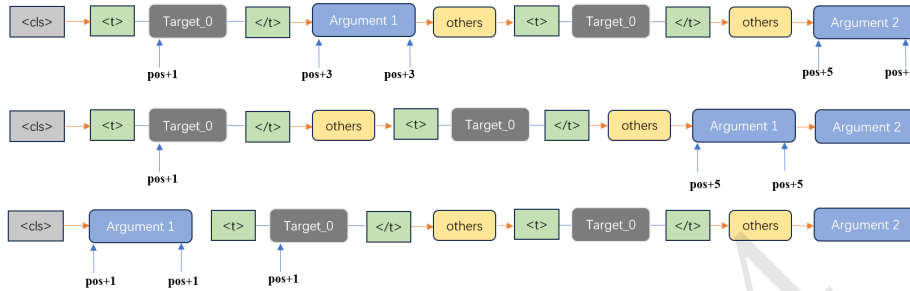 <cls> <t> Target_0 </t> Argument 1 others <t> Target_0 </t> others Argument 2
pos+1 pos+3 pos+3 pos+5 pos+
<cls> <t> Target_0 </t> others <t> Target_0 </t> others Argument 1 Argument 2
pos+1 pos+5 pos+5
<cls> Argument 1 <t> Target_0 </t> others <t> Target_0 </t> others Argument 2
pos+1 pos+1 pos+1